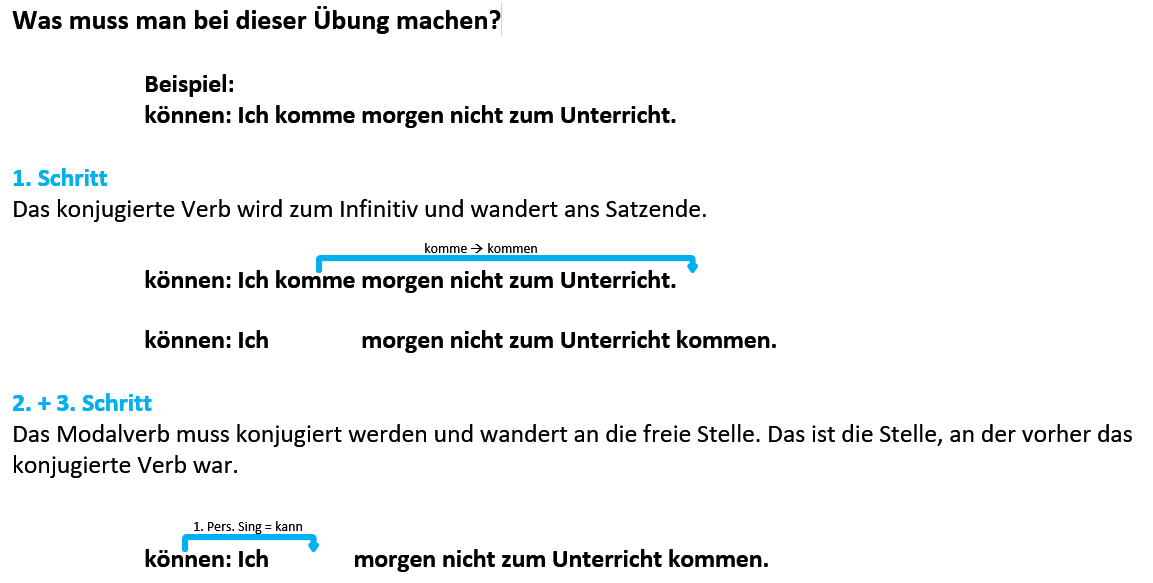 Was muss man bei dieser Übung machen?
Beispiel:
können: Ich komme morgen nicht zum Unterricht.
1. Schritt
Das konjugierte Verb wird zum Infinitiv und wandert ans Satzende.
komme → kommen
können: Ich komme morgen nicht zum Unterricht.
können: Ich morgen nicht zum Unterricht kommen.
2. + 3. Schritt
Das Modalverb muss konjugiert werden und wandert an die freie Stelle. Das ist die Stelle, an der vorher das
konjugierte Verb war.
1. Pers. Sing = kann
können: Ich morgen nicht zum Unterricht kommen.